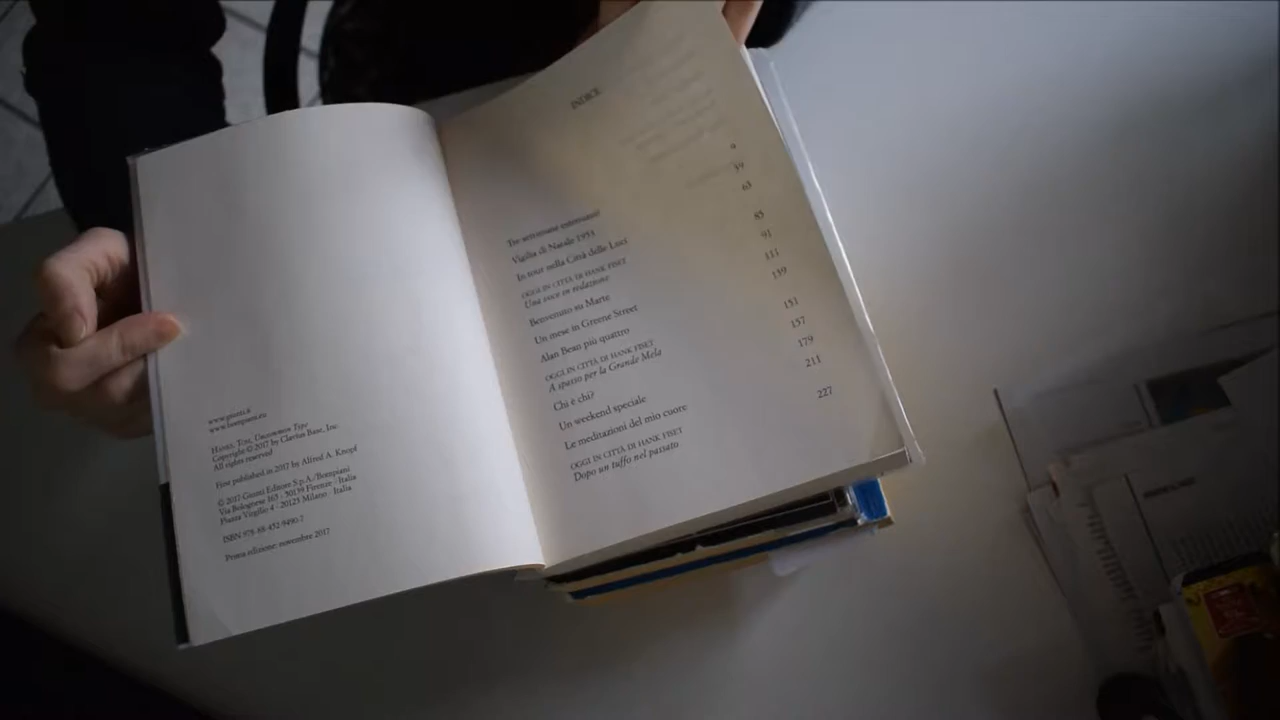 www.giunti.it
www.bompiani.eu
Hanks, Tom, Uncommon Type
Copyright © 2017 by Clavius Base, Inc.
All rights reserved
First published in 2017 by Alfred A. Knopf
© 2017 Giunti Editore S.p.A./Bompiani
Via Bolognese 165 - 50139 Firenze - Italia
Piazza Virgilio 4 - 20123 Milano - Italia
ISBN 978-88-452-9490-7
Prima edizione: novembre 2017
INDICE
Tre settimane estenuanti 9
Vigilia di Natale 1953 39
In tour nella Città delle Luci 63
OGGI IN CITTÀ DI HANK FISET
Una voce in redazione 85
Benvenuto su Marte 91
Un mese in Greene Street 111
Alan Bean più quattro 139
OGGI IN CITTÀ DI HANK FISET
A spasso per la Grande Mela 151
Chi è chi? 157
Un weekend speciale 179
Le meditazioni del mio cuore 211
OGGI IN CITTÀ DI HANK FISET
Dopo un tuffo nel passato 227